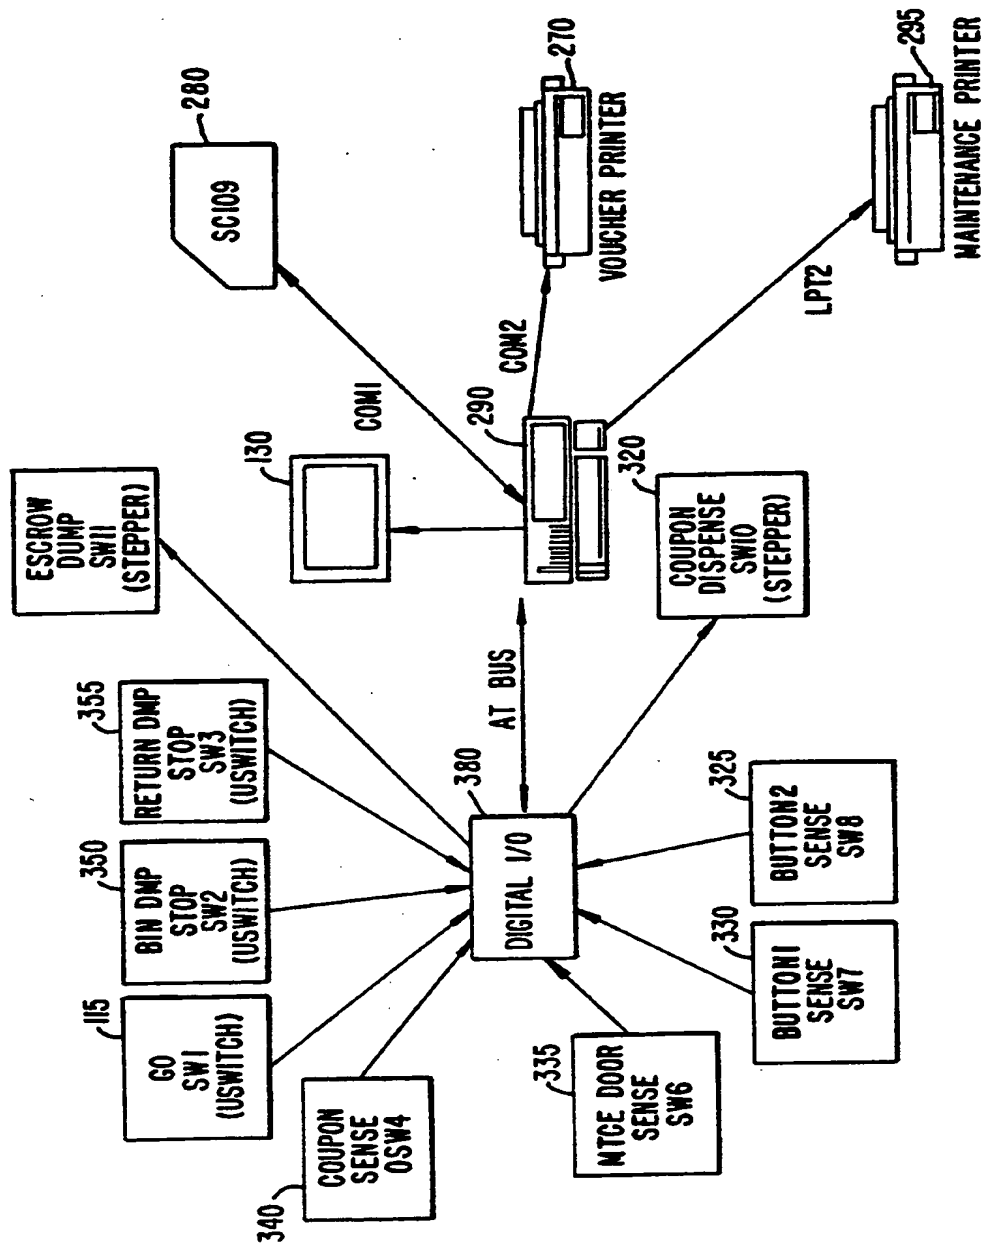 ESCROW
DUMP
SW11
(STEPPER)
115
GO
SW1
(USWITCH)
350
BIN DMP
STOP
SW2
(USWITCH)
355
RETURN DMP
STOP
SW3
(USWITCH)
280
SC109
130
340
COUPON
SENSE
OSW4
COM1
380
DIGITAL I/O
AT BUS
290
COM2
270
VOUCHER PRINTER
335
MTCE DOOR
SENSE
SW6
320
COUPON
DISPENSE
SW10
(STEPPER)
330
BUTTON1
SENSE
SW7
325
BUTTON2
SENSE
SW8
LPT2
295
MAINTENANCE PRINTER